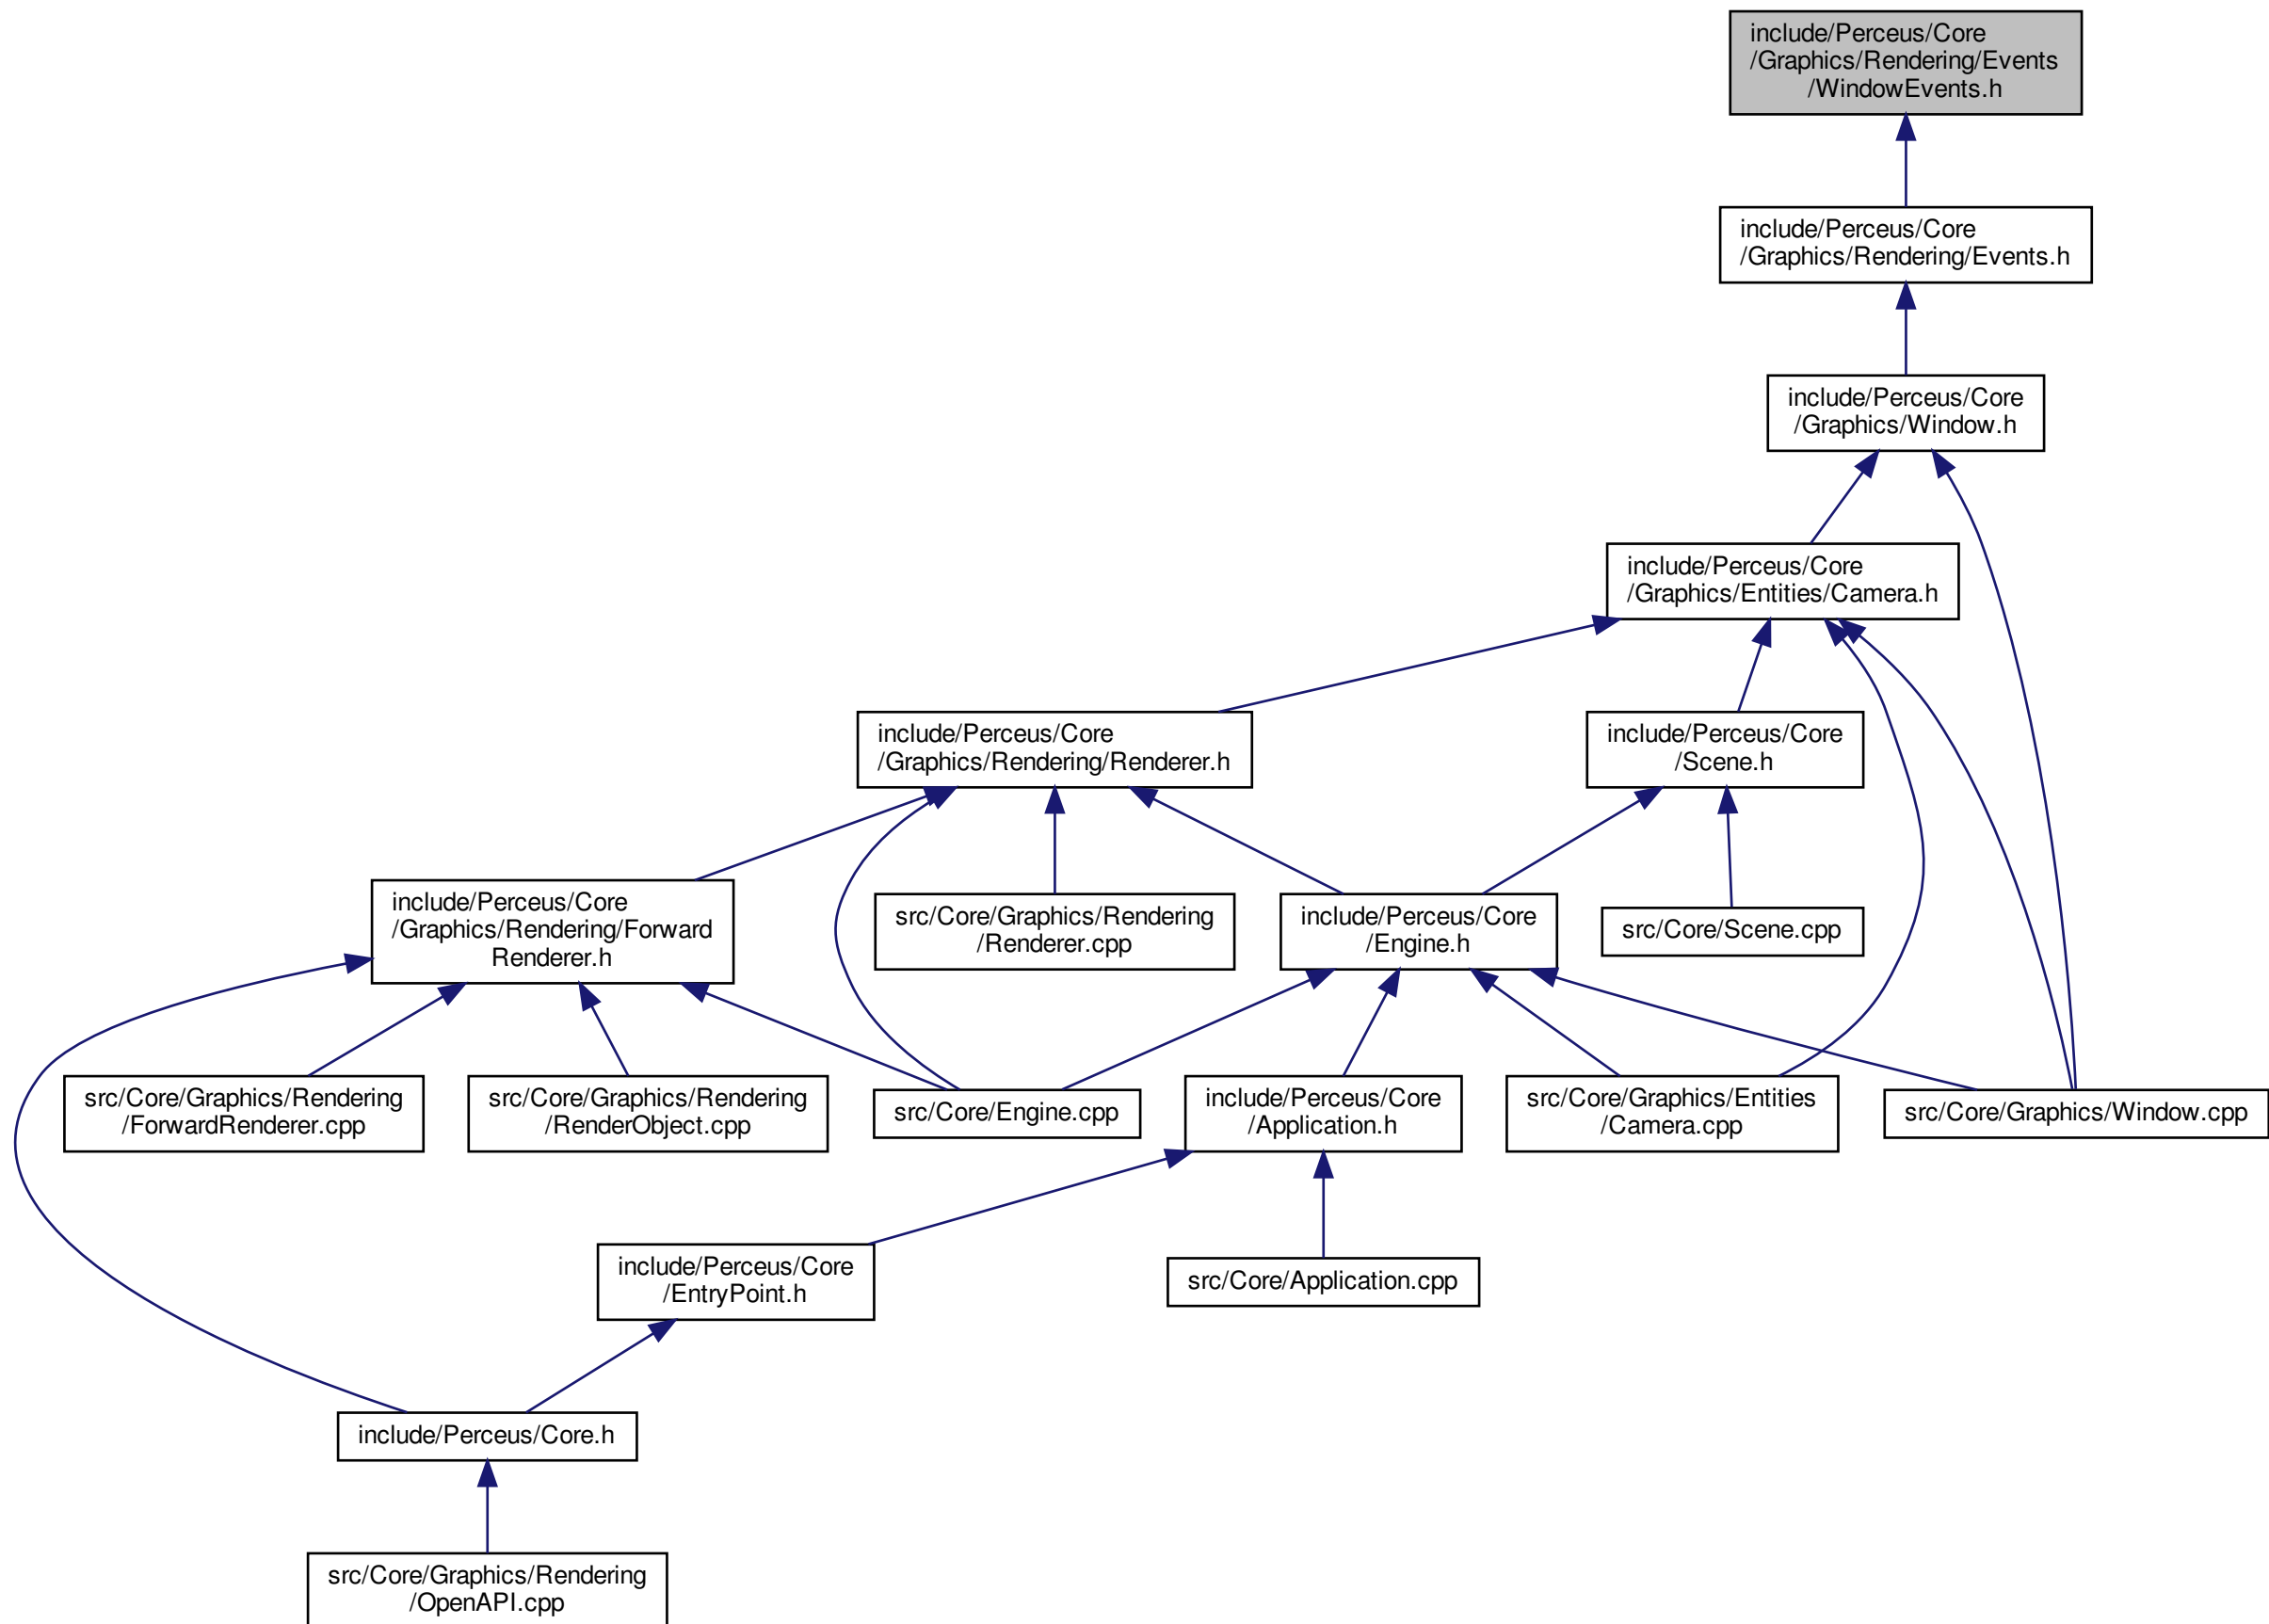 include/Perceus/Core
/Graphics/Rendering/Events
/WindowEvents.h
include/Perceus/Core
/Graphics/Rendering/Events.h
include/Perceus/Core
/Graphics/Window.h
include/Perceus/Core
/Graphics/Entities/Camera.h
include/Perceus/Core
/Graphics/Rendering/Renderer.h
include/Perceus/Core
/Scene.h
include/Perceus/Core
/Graphics/Rendering/Forward
Renderer.h
src/Core/Graphics/Rendering
/Renderer.cpp
include/Perceus/Core
/Engine.h
src/Core/Scene.cpp
src/Core/Graphics/Rendering
/ForwardRenderer.cpp
src/Core/Graphics/Rendering
/RenderObject.cpp
src/Core/Engine.cpp
include/Perceus/Core
/Application.h
src/Core/Graphics/Entities
/Camera.cpp
src/Core/Graphics/Window.cpp
include/Perceus/Core
/EntryPoint.h
src/Core/Application.cpp
include/Perceus/Core.h
src/Core/Graphics/Rendering
/OpenAPI.cpp